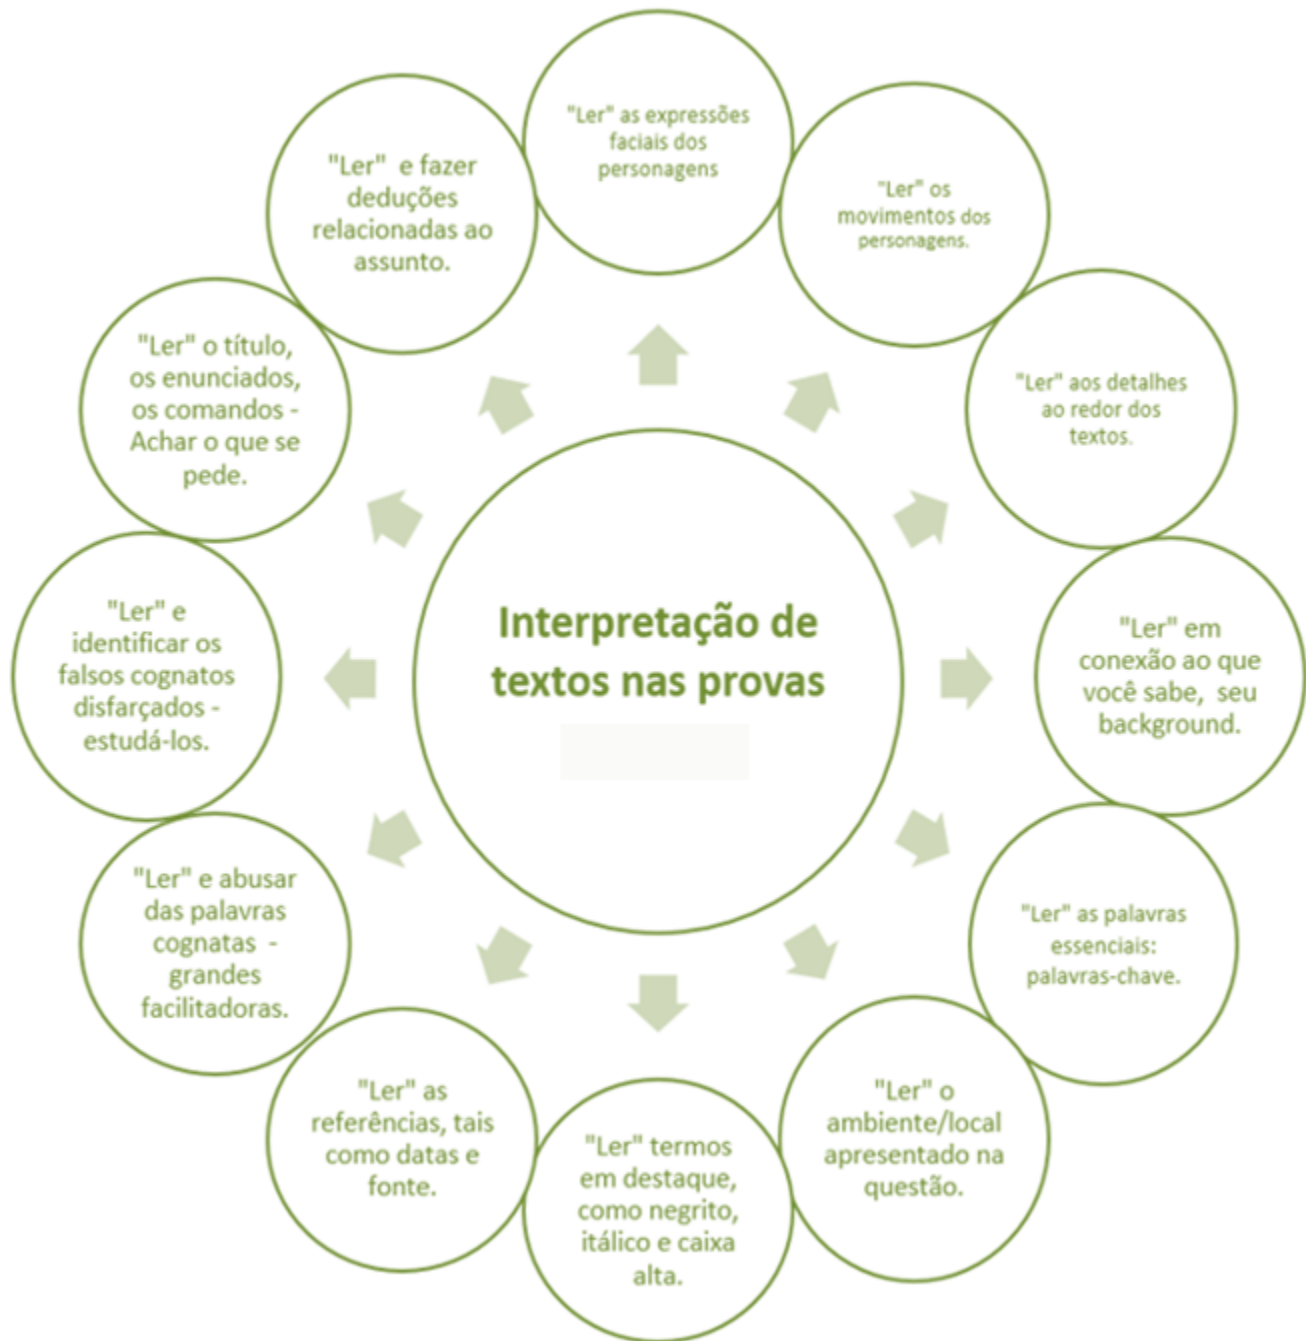 Interpretação de
textos nas provas
"Ler" as expressões
faciais dos
personagens
"Ler" os
movimentos dos
personagens.
"Ler" aos detalhes
ao redor dos
textos.
"Ler" em
conexão ao que
você sabe, seu
background.
"Ler" as palavras
essenciais:
palavras-chave.
"Ler" o
ambiente/local
apresentado na
questão.
"Ler" termos
em destaque,
como negrito,
itálico e caixa
alta.
"Ler" as
referências, tais
como datas e
fonte.
"Ler" e abusar
das palavras
cognatas -
grandes
facilitadoras.
"Ler" e
identificar os
falsos cognatos
disfarçados -
estudá-los.
"Ler" o título,
os enunciados,
os comandos -
Achar o que se
pede.
"Ler" e fazer
deduções
relacionadas ao
assunto.